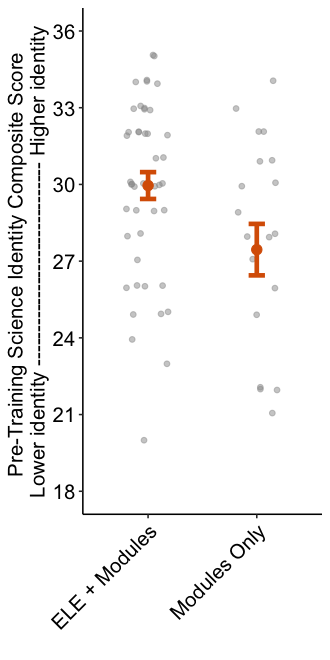 Pre-Training Science Identity Composite Score
Lower identity ---------------- Higher identity
36
33
30
27
24
21
18
ELE + Modules
Modules Only